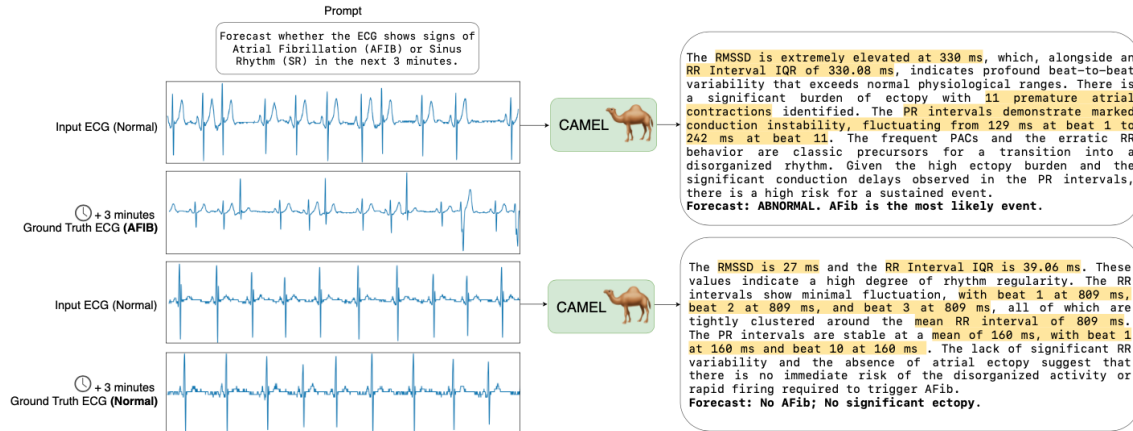 Prompt
Forecast whether the ECG shows signs of
Atrial Fibrillation (AFIB) or Sinus
Rhythm (SR) in the next 3 minutes.
Input ECG (Normal)
CAMEL
The RMSSD is extremely elevated at 330 ms, which, alongside an
RR Interval IQR of 330.08 ms, indicates profound beat-to-beat
variability that exceeds normal physiological ranges. There is
a significant burden of ectopy with 11 premature atrial
contractions identified. The PR intervals demonstrate marked
conduction instability, fluctuating from 129 ms at beat 1 to
242 ms at beat 11. The frequent PACs and the erratic RR
behavior are classic precursors for a transition into a
disorganized rhythm. Given the high ectopy burden and the
significant conduction delays observed in the PR intervals,
there is a high risk for a sustained event.
Forecast: ABNORMAL. AFib is the most likely event.
+ 3 minutes
Ground Truth ECG (AFIB)
Input ECG (Normal)
CAMEL
The RMSSD is 27 ms and the RR Interval IQR is 39.06 ms. These
values indicate a high degree of rhythm regularity. The RR
intervals show minimal fluctuation, with beat 1 at 809 ms,
beat 2 at 809 ms, and beat 3 at 809 ms, all of which are
tightly clustered around the mean RR interval of 809 ms.
The PR intervals are stable at a mean of 160 ms, with beat 1
at 160 ms and beat 10 at 160 ms . The lack of significant RR
variability and the absence of atrial ectopy suggest that
there is no immediate risk of the disorganized activity or
rapid firing required to trigger AFib.
Forecast: No AFib; No significant ectopy.
+ 3 minutes
Ground Truth ECG (Normal)